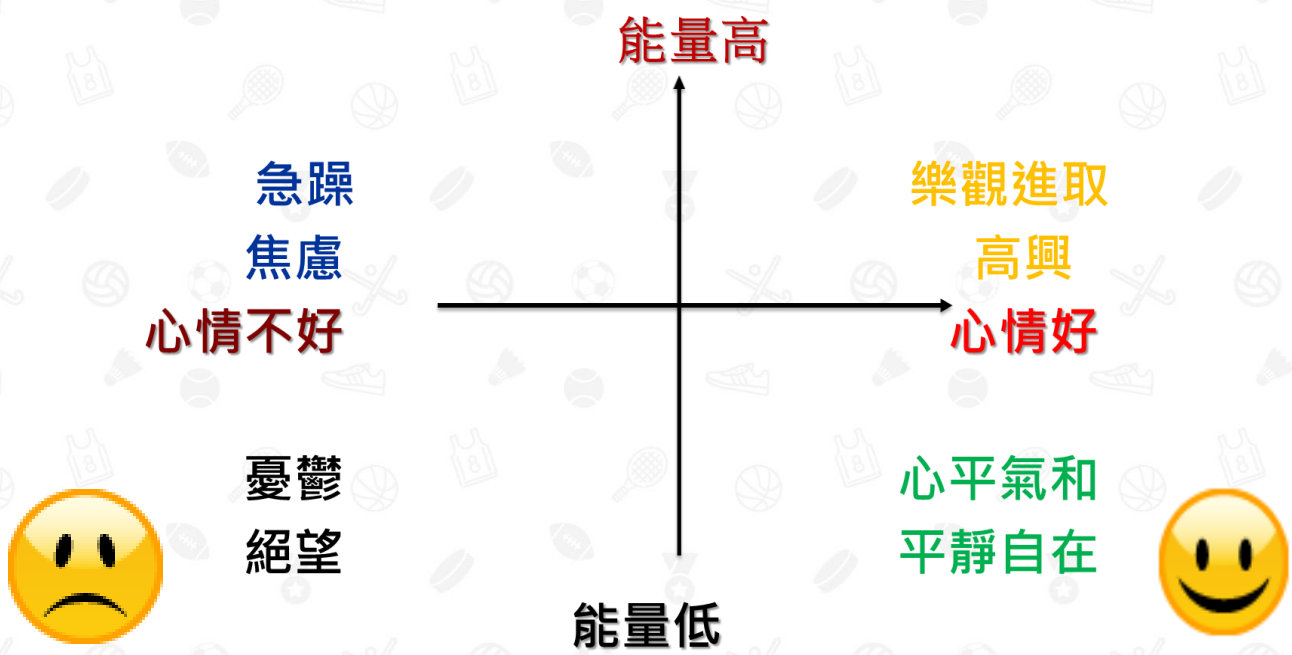 能量高
急躁
焦慮
心情不好
樂觀進取
高興
心情好
憂鬱
絕望
心平氣和
平靜自在
能量低